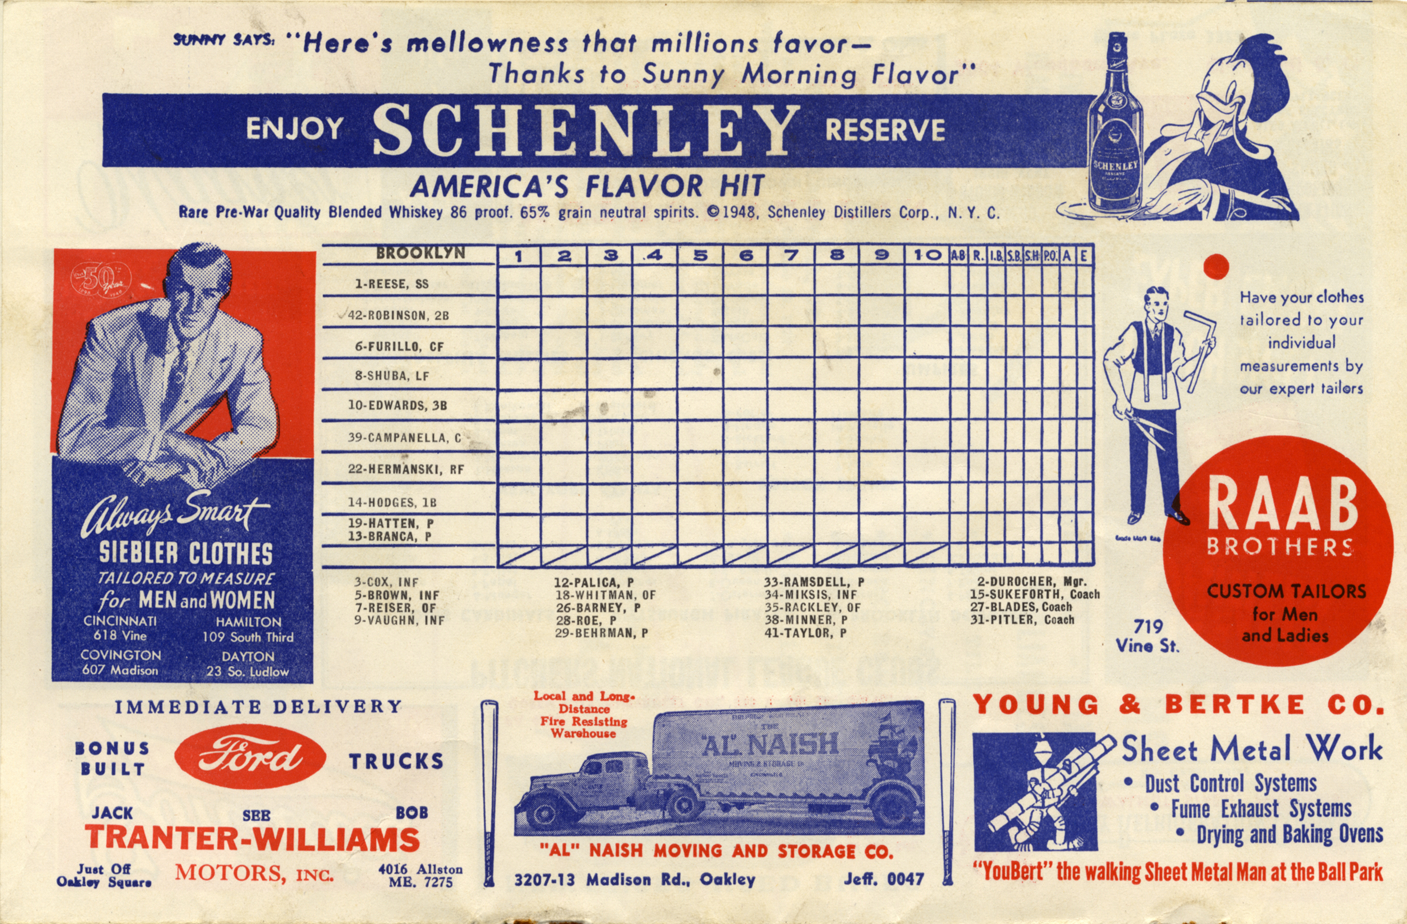 SUNNY SAYS: "Here's mellowness that millions favor—
Thanks to Sunny Morning Flavor"
ENJOY SCHENLEY RESERVE
AMERICA'S FLAVOR HIT
Rare Pre-War Quality Blended Whiskey 86 proof. 65% grain neutral spirits. ©1948, Schenley Distillers Corp., N. Y. C.
SCHENLEY
50
Always Smart
SIEBLER CLOTHES
TAILORED TO MEASURE
for MEN and WOMEN
CINCINNATI HAMILTON
618 Vine 109 South Third
COVINGTON DAYTON
607 Madison 23 So. Ludlow
BROOKLYN 1 2 3 4 5 6 7 8 9 10 A.B R. I.B. S.B. S.H P.O. A E
1-REESE, SS
42-ROBINSON, 2B
6-FURILLO, CF
8-SHUBA, LF
10-EDWARDS, 3B
39-CAMPANELLA, C
22-HERMANSKI, RF
14-HODGES, 1B
19-HATTEN, P
13-BRANCA, P
3-COX, INF 12-PALICA, P 33-RAMSDELL, P 2-DUROCHER, Mgr.
5-BROWN, INF 18-WHITMAN, OF 34-MIKSIS, INF 15-SUKEFORTH, Coach
7-REISER, OF 26-BARNEY, P 35-RACKLEY, OF 27-BLADES, Coach
9-VAUGHN, INF 28-ROE, P 38-MINNER, P 31-PITLER, Coach
29-BEHRMAN, P 41-TAYLOR, P
Have your clothes
tailored to your
individual
measurements by
our expert tailors
RAAB
BROTHERS
CUSTOM TAILORS
for Men
and Ladies
719
Vine St.
IMMEDIATE DELIVERY
BONUS
BUILT
Ford
TRUCKS
JACK SEE BOB
TRANTER-WILLIAMS
MOTORS, INC.
Just Off
Oakley Square
4016 Allston
ME. 7275
Local and Long-
Distance
Fire Resisting
Warehouse
THE
"AL" NAISH
MOVING & STORAGE Co
CINCINNATI
"AL" NAISH MOVING AND STORAGE CO.
3207-13 Madison Rd., Oakley Jeff. 0047
YOUNG & BERTKE CO.
Sheet Metal Work
• Dust Control Systems
• Fume Exhaust Systems
• Drying and Baking Ovens
"YouBert" the walking Sheet Metal Man at the Ball Park